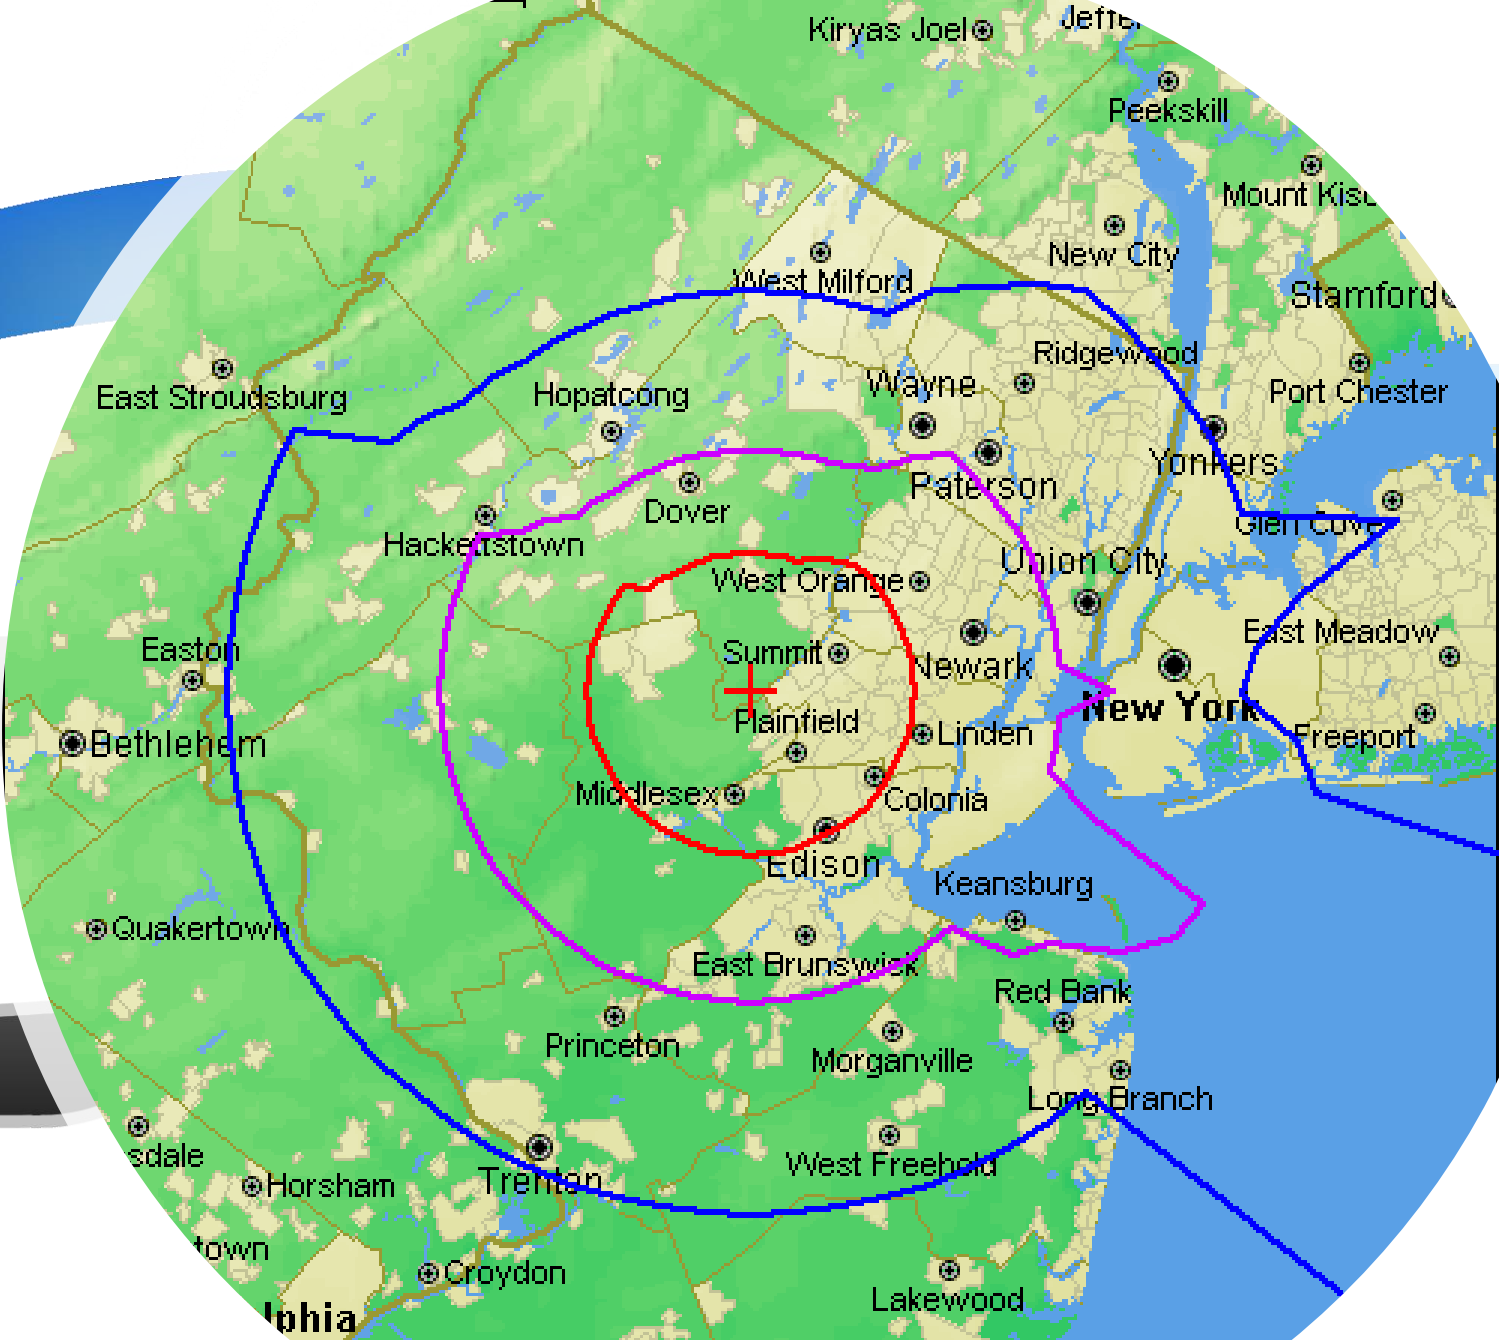 Kiryas Joel
Jeffer
Peekskill
Mount Kisc
New City
West Milford
Stamford
Ridgewood
East Stroudsburg
Hopatcong
Wayne
Port Chester
Yonkers
Paterson
Dover
Glen Cove
Hackettstown
Union City
West Orange
East Meadow
Easton
Summit
Newark
New York
Plainfield
Linden
Freeport
Bethlehem
Middlesex
Colonia
Edison
Keansburg
Quakertown
East Brunswick
Red Bank
Princeton
Morganville
Long Branch
sdale
West Freehold
Trenton
Horsham
town
Croydon
Lakewood
lphia